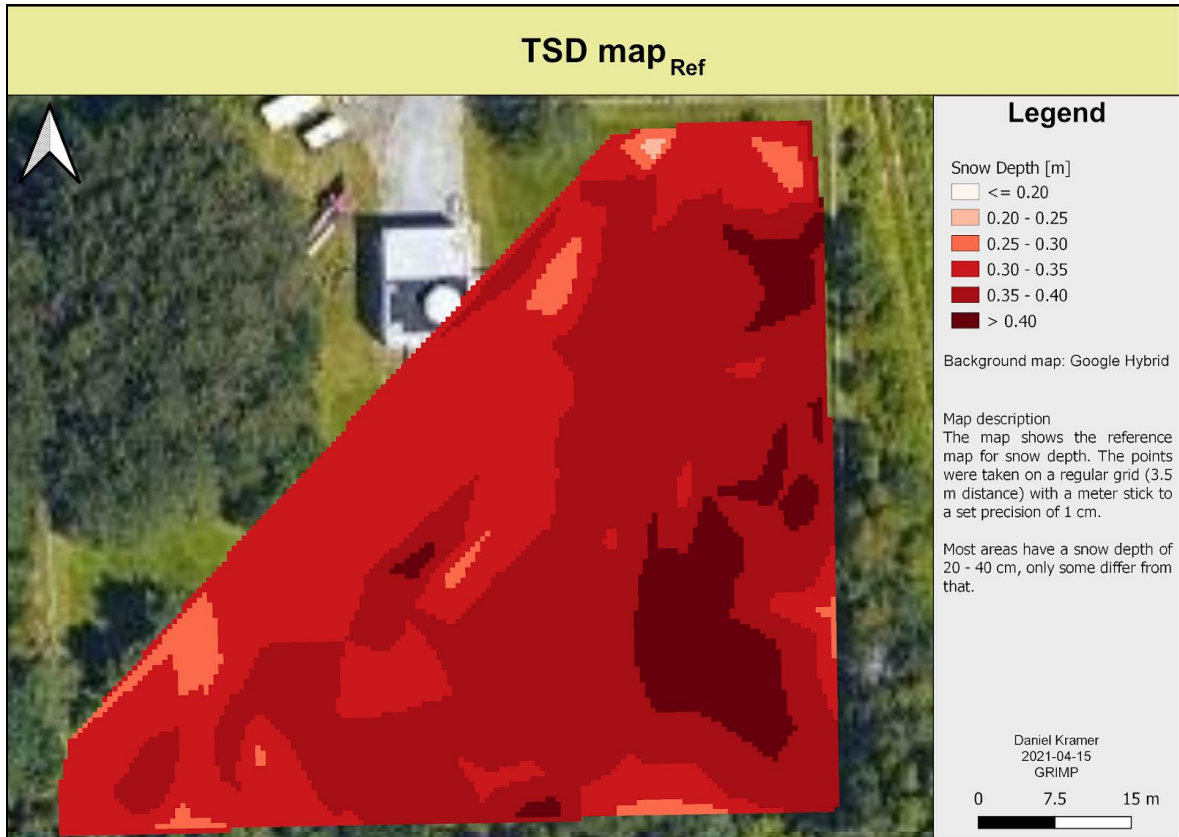 TSD map Ref
Legend
Snow Depth [m]
<= 0.20
0.20 - 0.25
0.25 - 0.30
0.30 - 0.35
0.35 - 0.40
> 0.40
Background map: Google Hybrid
Map description
The map shows the reference
map for snow depth. The points
were taken on a regular grid (3.5
m distance) with a meter stick to
a set precision of 1 cm.
Most areas have a snow depth of
20 - 40 cm, only some differ from
that.
Daniel Kramer
2021-04-15
GRIMP
0 7.5 15 m